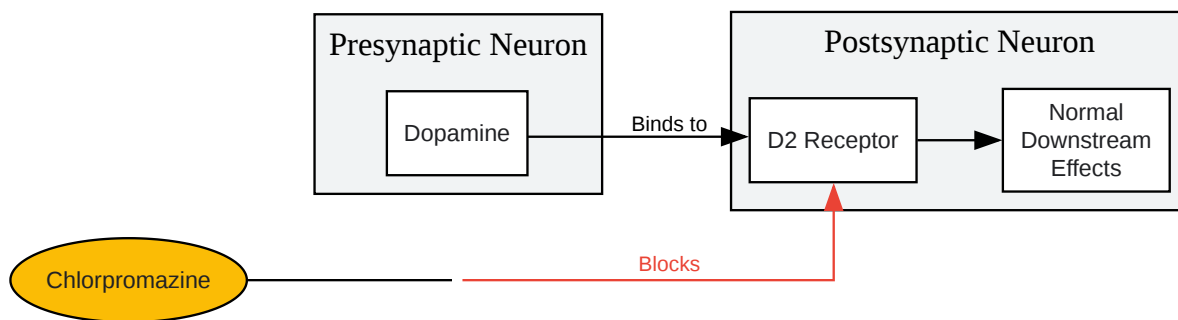 Presynaptic Neuron
Postsynaptic Neuron
Dopamine
Binds to
D2 Receptor
Normal
Downstream
Effects
Chlorpromazine
Blocks